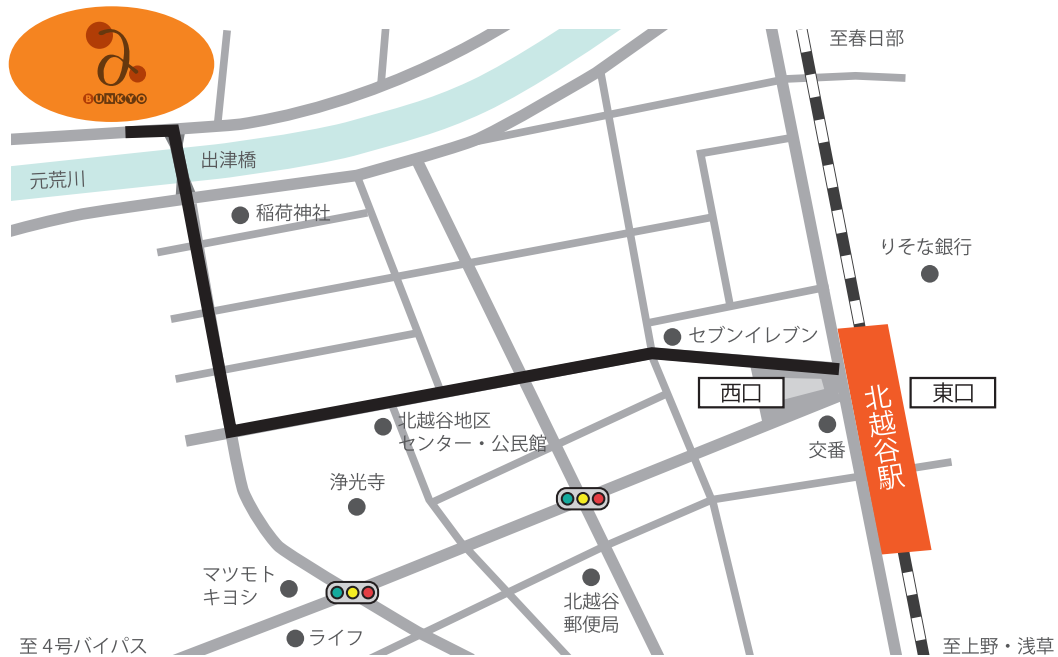 BUNKYO
至春日部
出津橋
元荒川
稲荷神社
りそな銀行
セブンイレブン
西口
東口
北越谷駅
北越谷地区
センター・公民館
交番
浄光寺
マツモト
キヨシ
北越谷
郵便局
ライフ
至4号バイパス
至上野・浅草